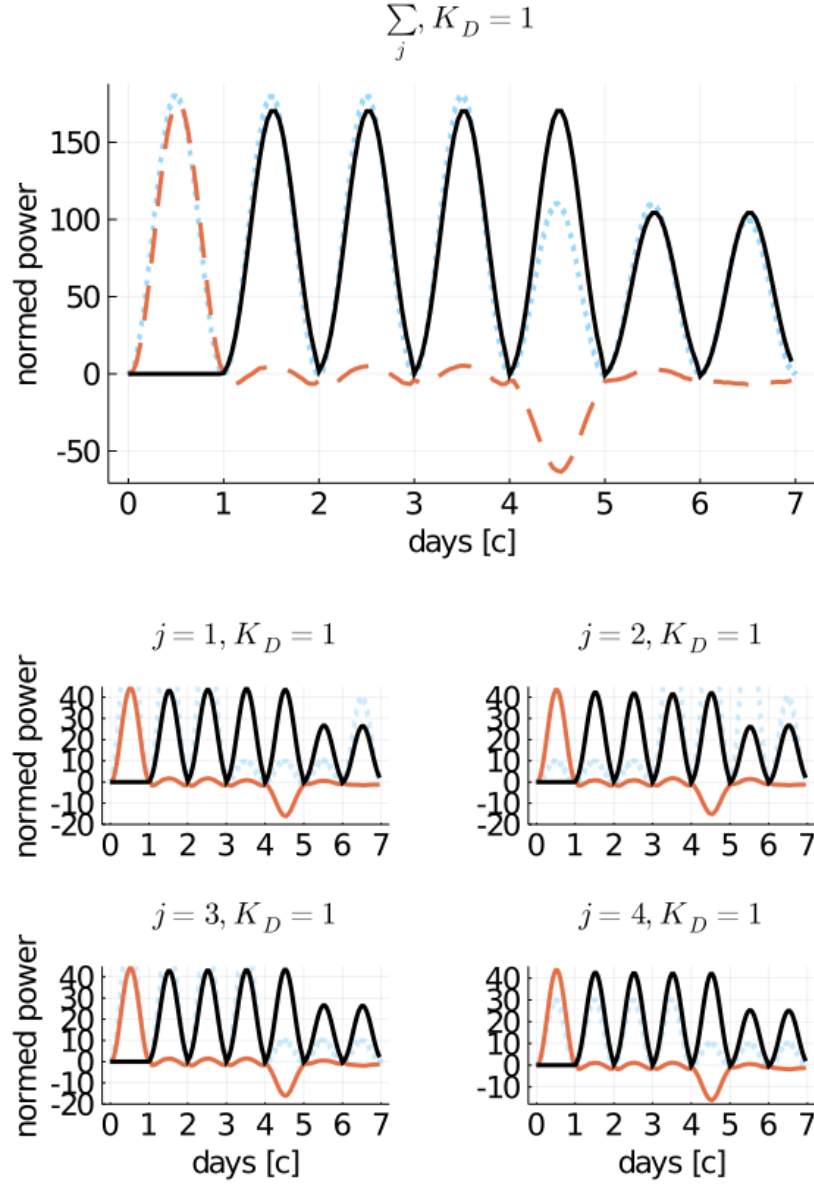 ∑_j, K_D = 1
normed power
150
100
50
0
-50
0 1 2 3 4 5 6 7
days [c]
j = 1, K_D = 1
j = 2, K_D = 1
normed power
40
30
20
10
0
-10
-20
0 1 2 3 4 5 6 7
40
30
20
10
0
-10
-20
0 1 2 3 4 5 6 7
j = 3, K_D = 1
j = 4, K_D = 1
normed power
40
30
20
10
0
-10
-20
0 1 2 3 4 5 6 7
days [c]
40
30
20
10
0
-10
0 1 2 3 4 5 6 7
days [c]